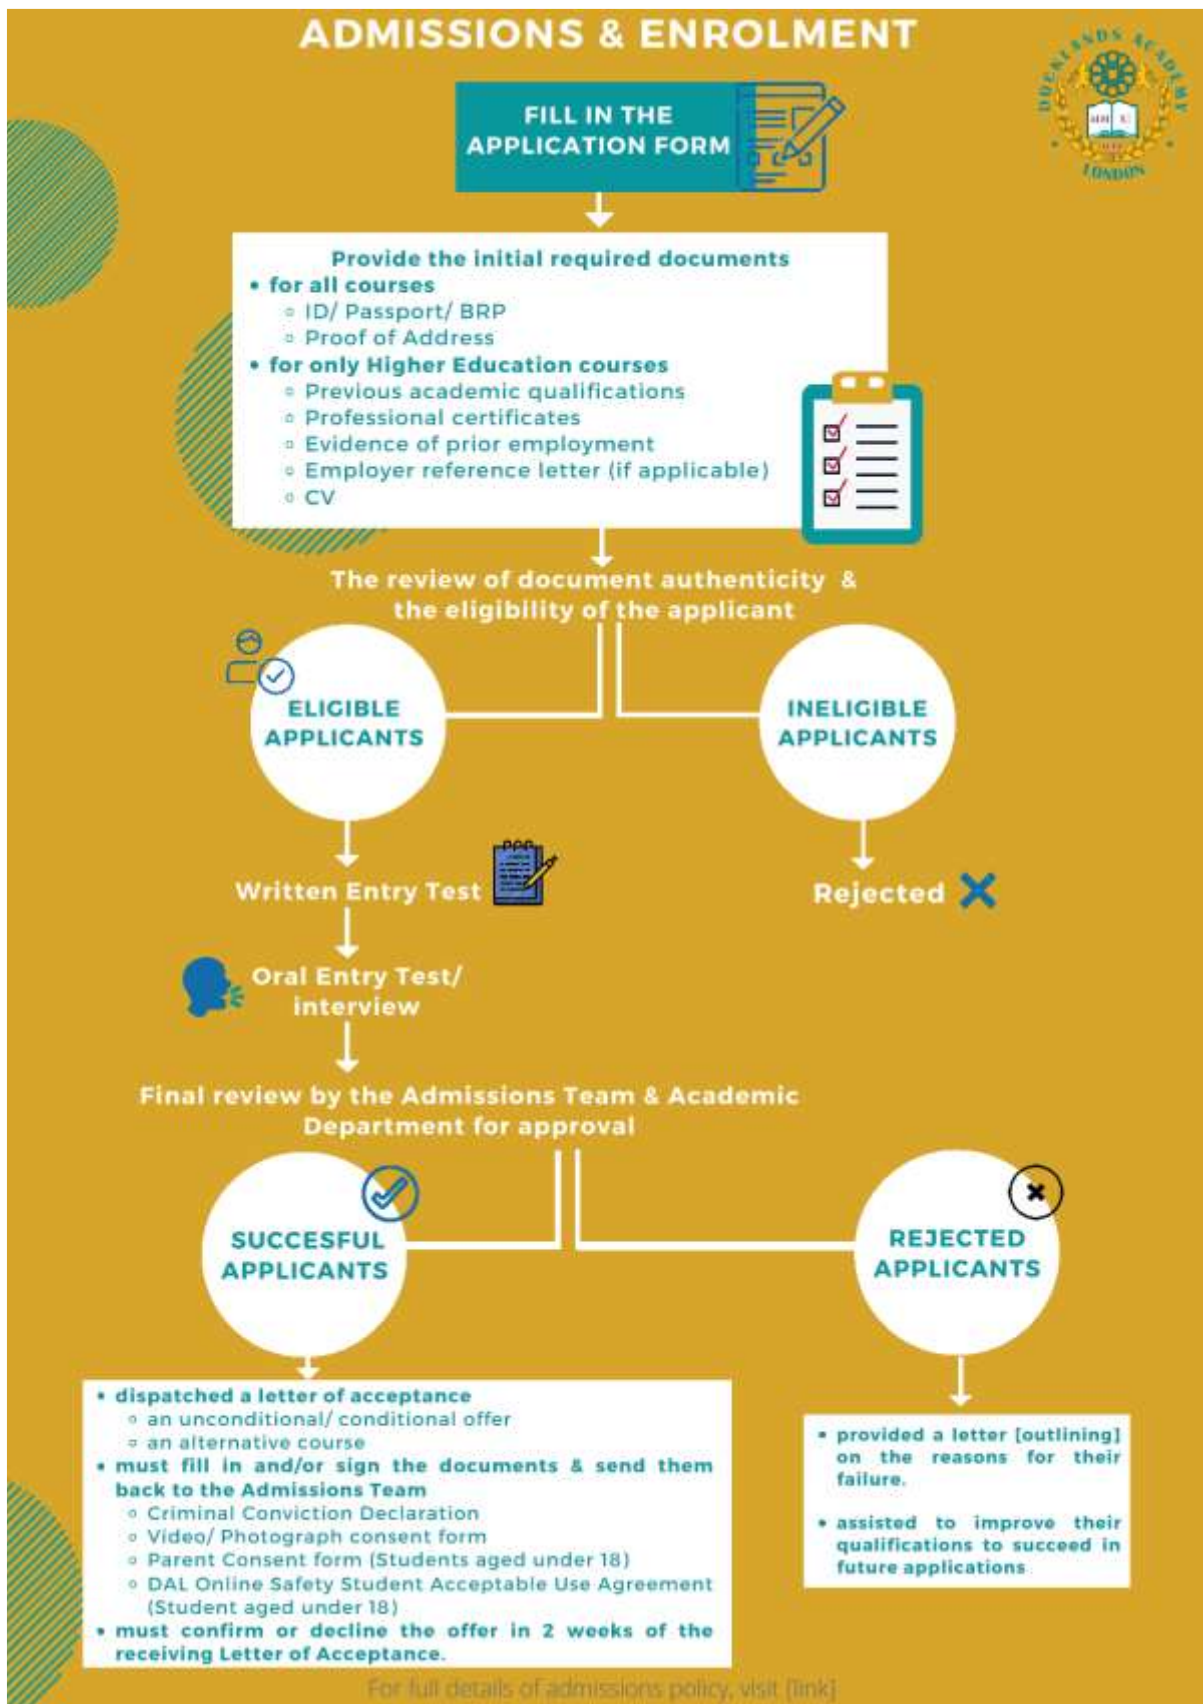 ADMISSIONS & ENROLMENT
DOCKLANDS ACADEMY
LONDON
FILL IN THE
APPLICATION FORM
Provide the initial required documents
• for all courses
◦ ID/ Passport/ BRP
◦ Proof of Address
• for only Higher Education courses
◦ Previous academic qualifications
◦ Professional certificates
◦ Evidence of prior employment
◦ Employer reference letter (if applicable)
◦ CV
The review of document authenticity &
the eligibility of the applicant
ELIGIBLE
APPLICANTS
INELIGIBLE
APPLICANTS
Written Entry Test
Rejected
Oral Entry Test/
interview
Final review by the Admissions Team & Academic
Department for approval
SUCCESFUL
APPLICANTS
REJECTED
APPLICANTS
• dispatched a letter of acceptance
◦ an unconditional/ conditional offer
◦ an alternative course
• must fill in and/or sign the documents & send them
back to the Admissions Team
◦ Criminal Conviction Declaration
◦ Video/ Photograph consent form
◦ Parent Consent form (Students aged under 18)
◦ DAL Online Safety Student Acceptable Use Agreement
(Student aged under 18)
• must confirm or decline the offer in 2 weeks of the
receiving Letter of Acceptance.
• provided a letter [outlining]
on the reasons for their
failure.
• assisted to improve their
qualifications to succeed in
future applications
For full details of admissions policy, visit [link]